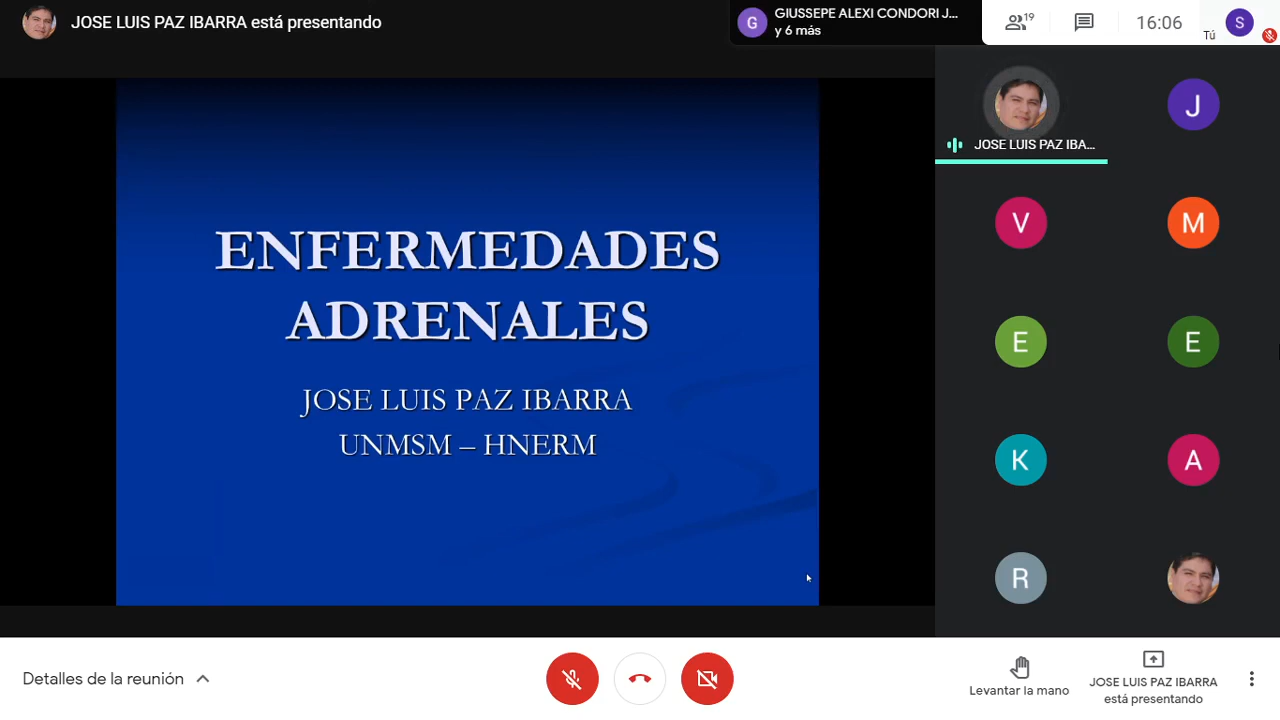 JOSE LUIS PAZ IBARRA está presentando
G
GIUSSEPE ALEXI CONDORI J...
y 6 más
19
16:06
Tú
S
ENFERMEDADES
ADRENALES
JOSE LUIS PAZ IBARRA
UNMSM – HNERM
JOSE LUIS PAZ IBA...
J
V
M
E
E
K
A
R
Detalles de la reunión
Levantar la mano
JOSE LUIS PAZ IBARRA
está presentando